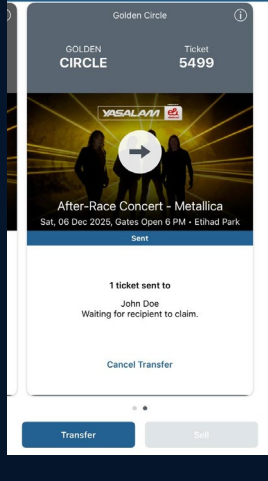 Golden Circle
GOLDEN
CIRCLE
Ticket
5499
YASALAM e&
After-Race Concert - Metallica
Sat, 06 Dec 2025, Gates Open 6 PM • Etihad Park
Sent
1 ticket sent to
John Doe
Waiting for recipient to claim.
Cancel Transfer
Transfer
Sell